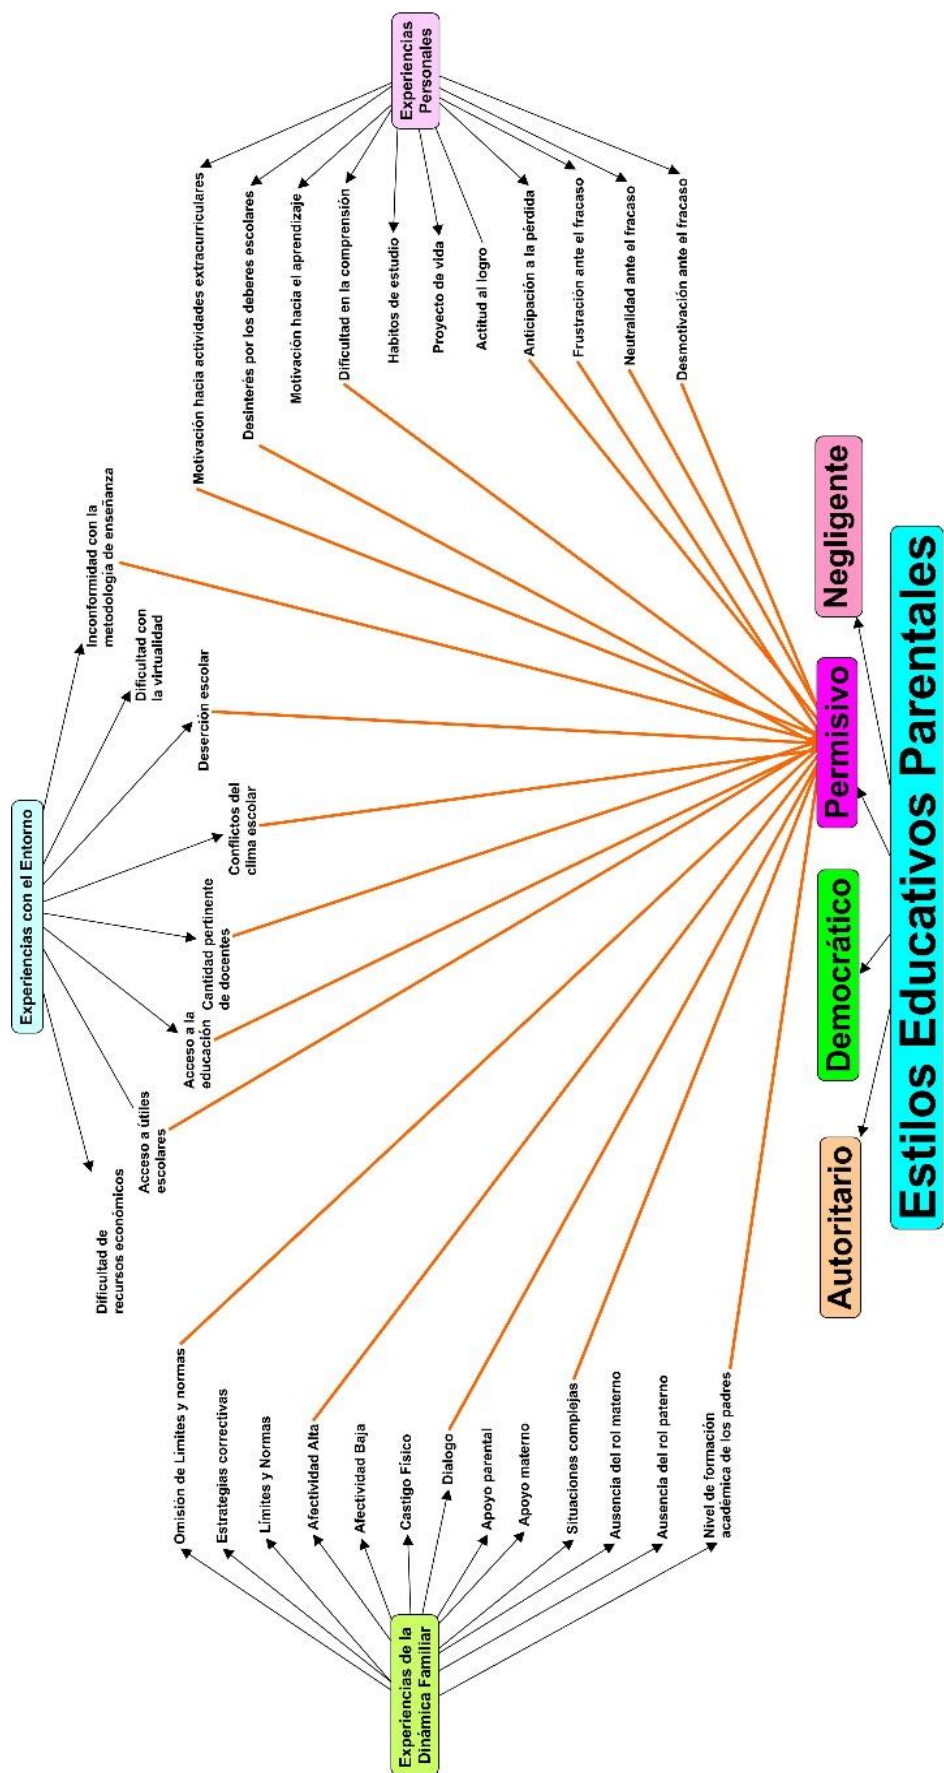 Experiencias con el Entorno
Dificultad de
recursos económicos
Acceso a útiles
escolares
Acceso a la
educación
Cantidad pertinente
de docentes
Conflictos del
clima escolar
Deserción escolar
Dificultad con
la virtualidad
Inconformidad con la
metodología de enseñanza
Experiencias de la
Dinámica Familiar
Omisión de Límites y normas
Estrategias correctivas
Límites y Normas
Afectividad Alta
Afectividad Baja
Castigo Físico
Dialogo
Apoyo parental
Apoyo materno
Situaciones complejas
Ausencia del rol materno
Ausencia del rol paterno
Nivel de formación
académica de los padres
Experiencias
Personales
Motivación hacia actividades extracurriculares
Desinterés por los deberes escolares
Motivación hacia el aprendizaje
Dificultad en la comprensión
Habitos de estudio
Proyecto de vida
Actitud al logro
Anticipación a la pérdida
Frustración ante el fracaso
Neutralidad ante el fracaso
Desmotivación ante el fracaso
Autoritario
Democrático
Permisivo
Negligente
Estilos Educativos Parentales